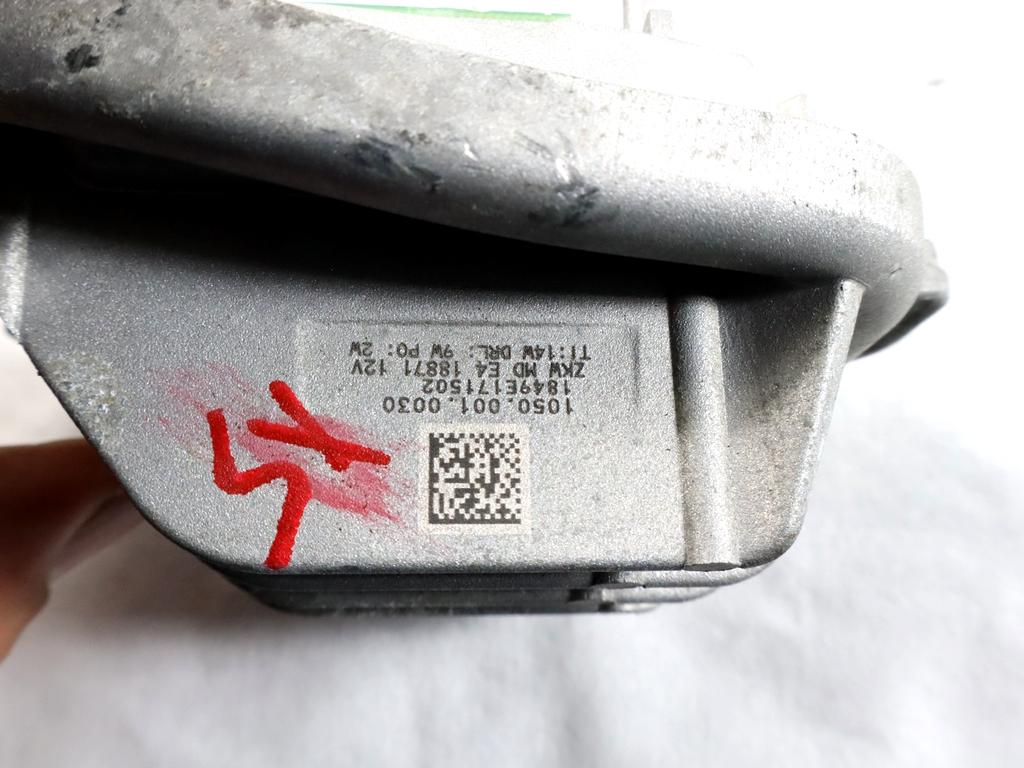 1050.001.0030
1849E171502
ZKW MD E4 18871 12V
TI:14W DRL: 9W PO: 2W